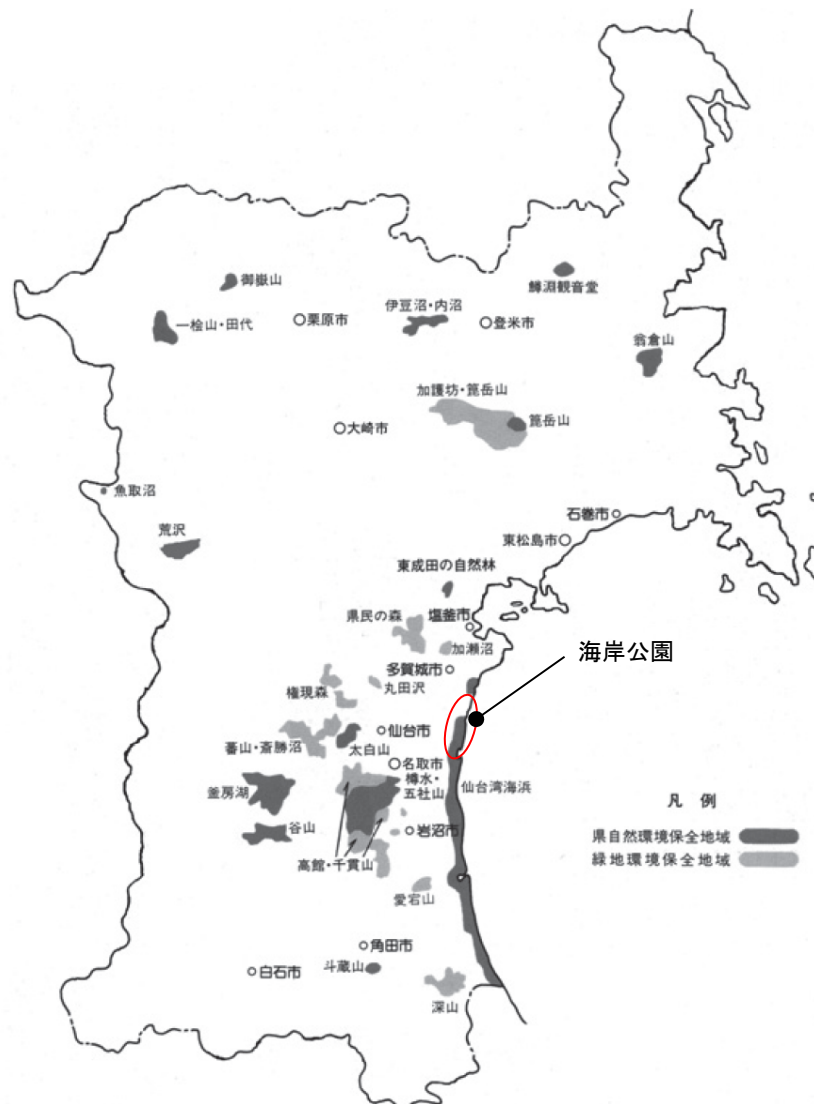 御嶽山
鱒淵観音堂
伊豆沼・内沼
一桧山・田代
栗原市
登米市
翁倉山
加護坊・箟岳山
箟岳山
大崎市
魚取沼
石巻市
荒沢
東松島市
東成田の自然林
県民の森
塩釜市
加瀬沼
海岸公園
多賀城市
丸田沢
権現森
仙台市
蕃山・斎勝沼
太白山
名取市
樽水・
五社山
仙台湾海浜
釜房湖
凡例
谷山
岩沼市
県自然環境保全地域
高館・千貫山
緑地環境保全地域
愛宕山
角田市
斗蔵山
白石市
深山